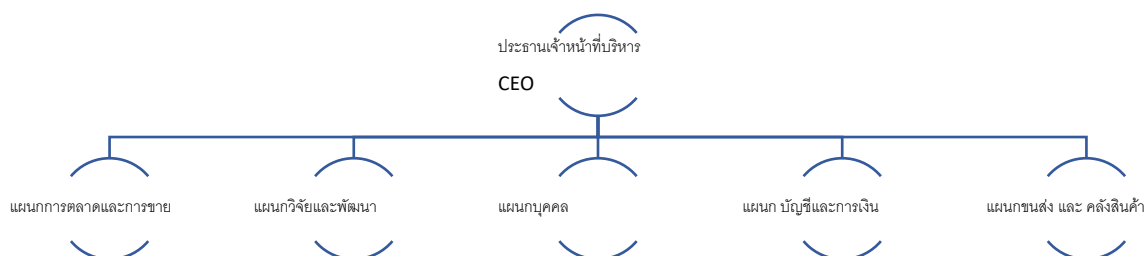 ประธานเจ้าหน้าที่บริหาร
CEO
แผนกการตลาดและการขาย
แผนกวิจัยและพัฒนา
แผนกบุคคล
แผนก บัญชีและการเงิน
แผนกขนส่ง และ คลังสินค้า